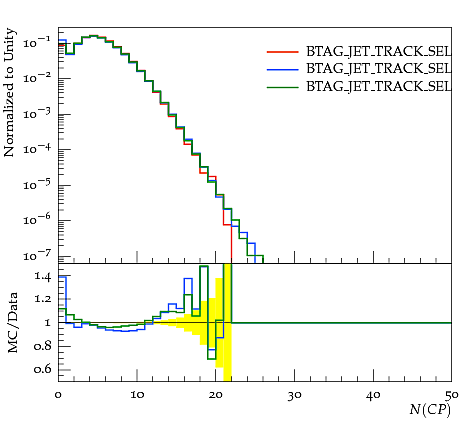 Normalized to Unity
10⁻¹
10⁻²
10⁻³
10⁻⁴
10⁻⁵
10⁻⁶
10⁻⁷
BTAG_JET_TRACK_SEL
BTAG_JET_TRACK_SEL
BTAG_JET_TRACK_SEL
MC/Data
1.4
1.2
1
0.8
0.6
0 10 20 30 40 50
N(CP)